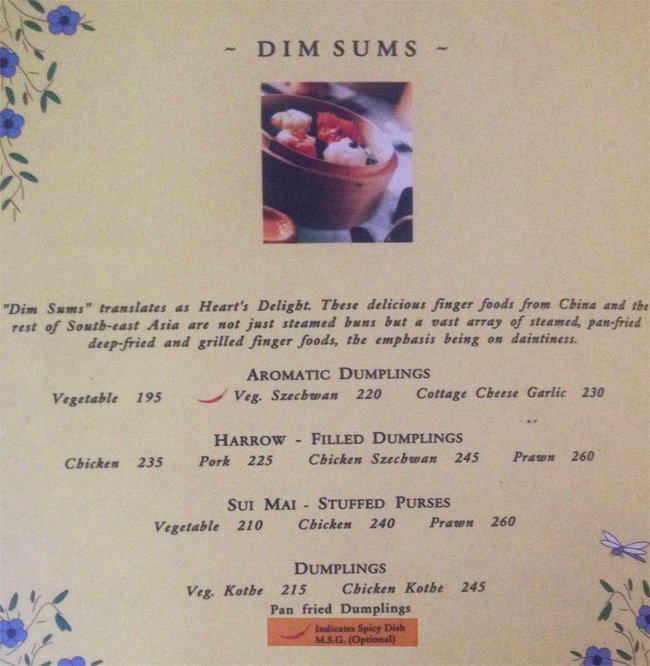 ~ DIM SUMS ~
"Dim Sums" translates as Heart's Delight. These delicious finger foods from China and the
rest of South-east Asia are not just steamed buns but a vast array of steamed, pan-fried
deep-fried and grilled finger foods, the emphasis being on daintiness.
AROMATIC DUMPLINGS
Vegetable 195 Veg. Szechwan 220 Cottage Cheese Garlic 230
HARROW - FILLED DUMPLINGS
Chicken 235 Pork 225 Chicken Szechwan 245 Prawn 260
SUI MAI - STUFFED PURSES
Vegetable 210 Chicken 240 Prawn 260
DUMPLINGS
Veg. Kothe 215 Chicken Kothe 245
Pan fried Dumplings
Indicates Spicy Dish
M.S.G. (Optional)